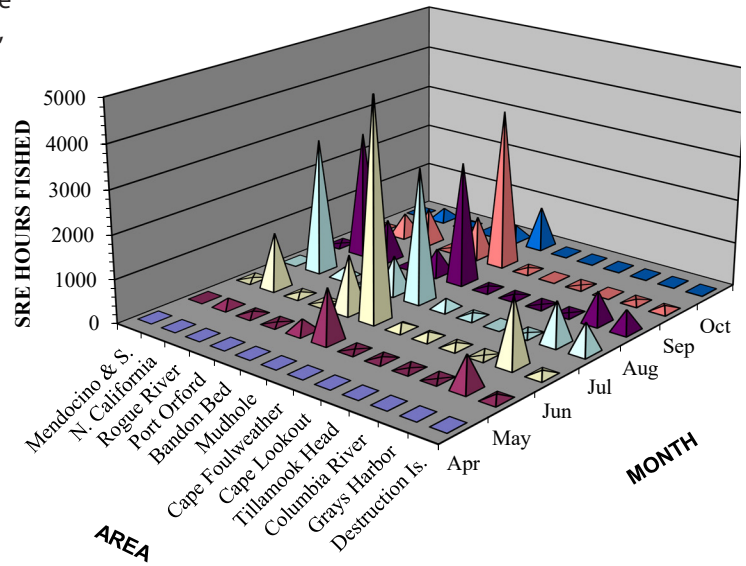 5000
4000
3000
2000
1000
0
SRE HOURS FISHED
Mendocino & S.
N. California
Rogue River
Port Orford
Bandon Bed
Mudhole
Cape Foulweather
Cape Lookout
Tillamook Head
Columbia River
Grays Harbor
Destruction Is.
AREA
Apr
May
Jun
Jul
Aug
Sep
Oct
MONTH